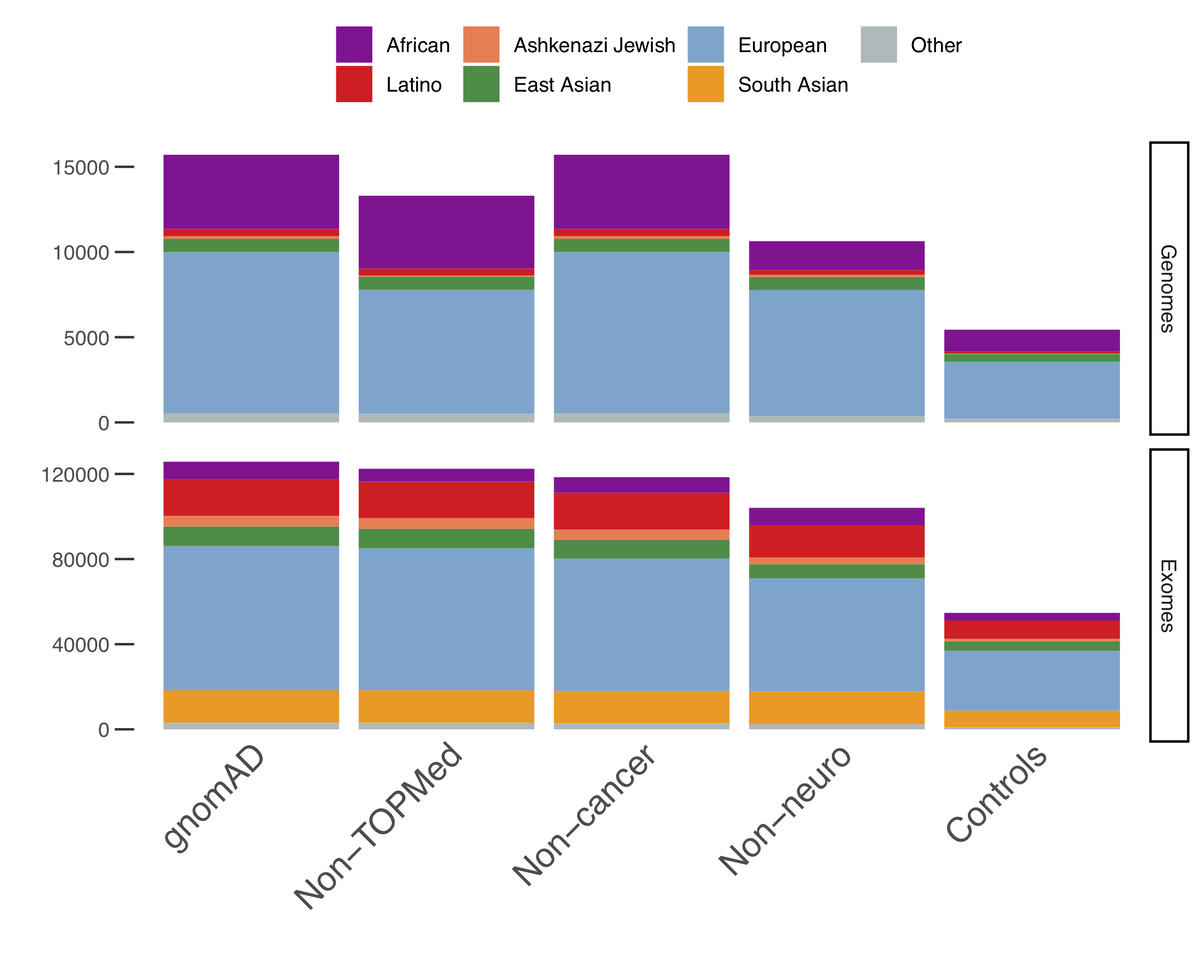 African Ashkenazi Jewish European Other
Latino East Asian South Asian
15000
10000
5000
0
Genomes
120000
80000
40000
0
Exomes
gnomAD Non−TOPMed Non−cancer Non−neuro Controls